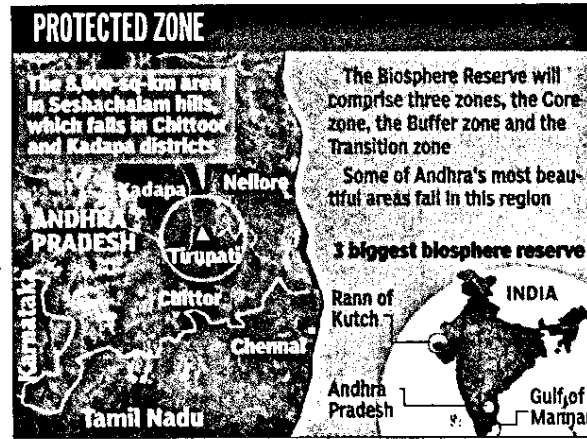 PROTECTED ZONE
The 8,000-sq-km area
in Seshachalam hills,
which falls in Chittoor
and Kadapa districts
Kadapa
Nellore
ANDHRA
PRADESH
Tirupati
Chittor
Karnataka
Chennai
Tamil Nadu
The Biosphere Reserve will
comprise three zones, the Core
zone, the Buffer zone and the
Transition zone
Some of Andhra's most beau-
tiful areas fall in this region
3 biggest biosphere reserve
INDIA
Rann of
Kutch
Andhra
Pradesh
Gulf of
Manna